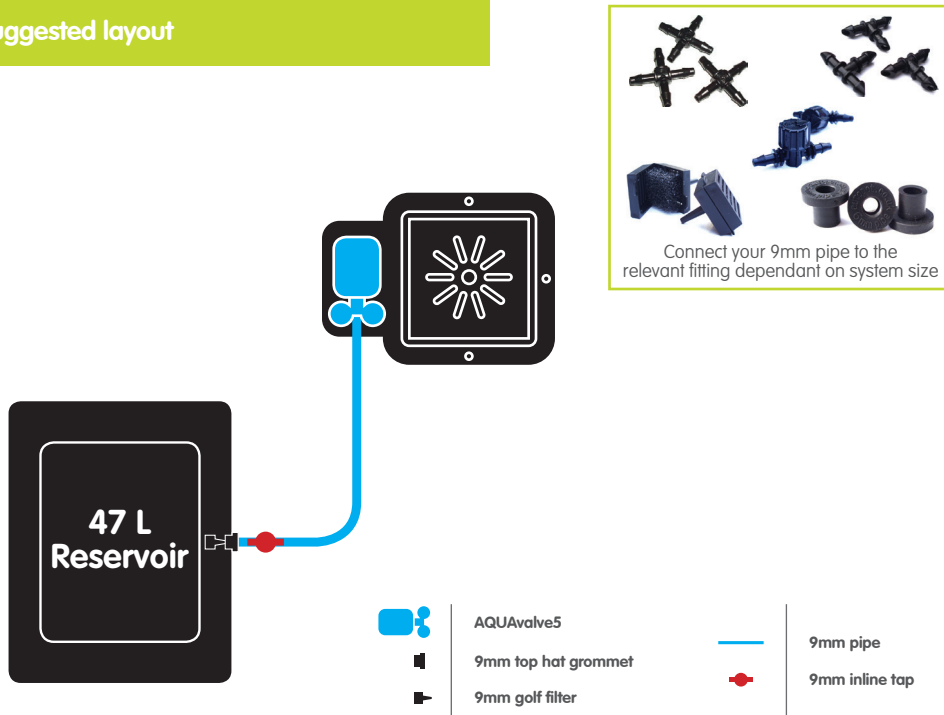 uggested layout
Connect your 9mm pipe to the
relevant fitting dependant on system size
47 L
Reservoir
AQUAvalve5
9mm top hat grommet
9mm golf filter
9mm pipe
9mm inline tap